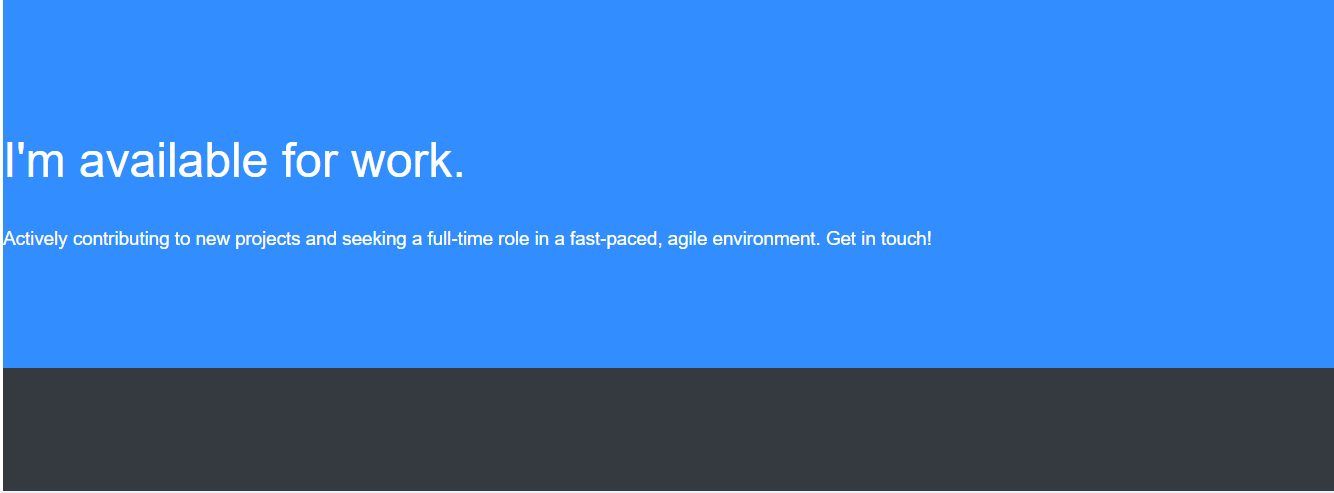 I'm available for work.
Actively contributing to new projects and seeking a full-time role in a fast-paced, agile environment. Get in touch!